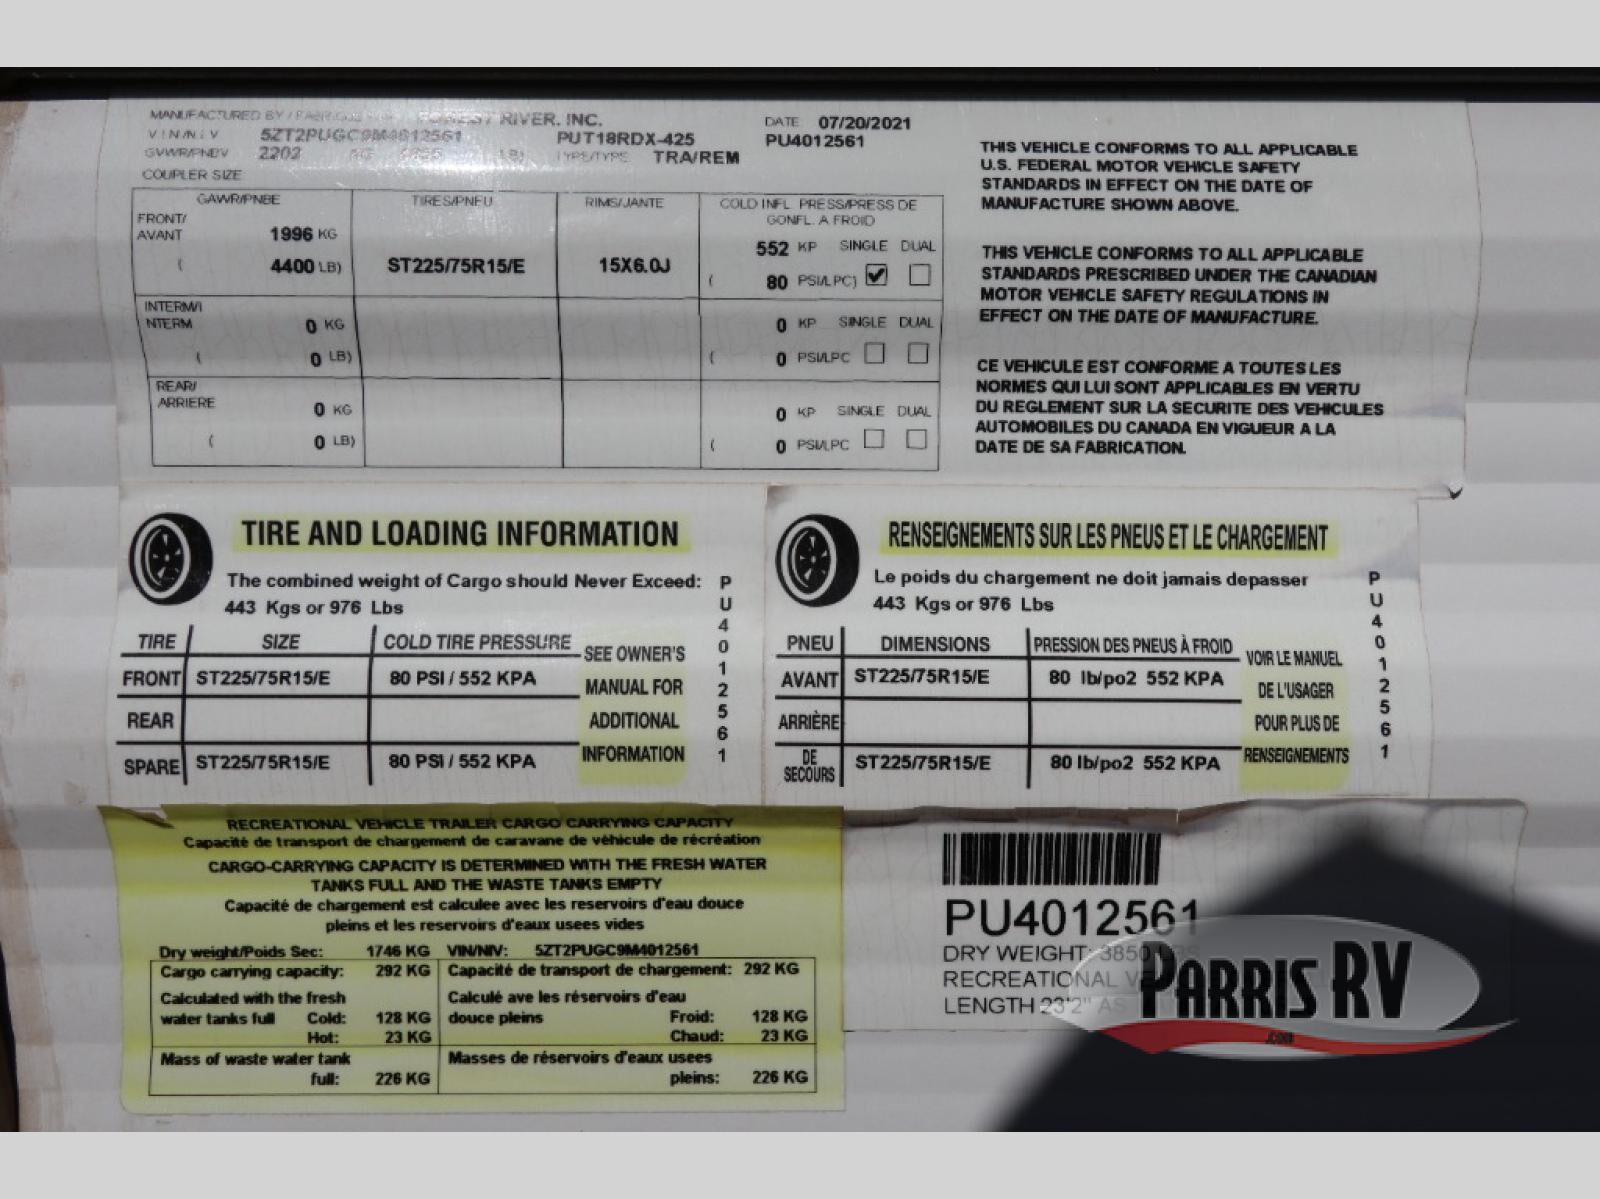 MANUFACTURED BY / FOREST RIVER, INC.
DATE 07/20/2021
V I N / N I V 5ZT2PUGC9M4012561 PUT18RDX-425 PU4012561
GVWR/PNBV 2202 KG LB) TYPE/TYPE TRA/REM
COUPLER SIZE
GAWR/PNBE TIRES/PNEU RIMS/JANTE COLD INFL. PRESS/PRESS DE
GONFL. A FROID
FRONT/
AVANT 1996 KG 552 KP SINGLE DUAL
( 4400 LB) ST225/75R15/E 15X6.0J ( 80 PSI/LPC)
INTERM/I
NTERM 0 KG 0 KP SINGLE DUAL
( 0 LB) ( 0 PSI/LPC
REAR/
ARRIERE 0 KG 0 KP SINGLE DUAL
( 0 LB) ( 0 PSI/LPC
THIS VEHICLE CONFORMS TO ALL APPLICABLE
U.S. FEDERAL MOTOR VEHICLE SAFETY
STANDARDS IN EFFECT ON THE DATE OF
MANUFACTURE SHOWN ABOVE.
THIS VEHICLE CONFORMS TO ALL APPLICABLE
STANDARDS PRESCRIBED UNDER THE CANADIAN
MOTOR VEHICLE SAFETY REGULATIONS IN
EFFECT ON THE DATE OF MANUFACTURE.
CE VEHICULE EST CONFORME A TOUTES LES
NORMES QUI LUI SONT APPLICABLES EN VERTU
DU REGLEMENT SUR LA SECURITE DES VEHICULES
AUTOMOBILES DU CANADA EN VIGUEUR A LA
DATE DE SA FABRICATION.
TIRE AND LOADING INFORMATION
The combined weight of Cargo should Never Exceed:
443 Kgs or 976 Lbs
TIRE SIZE COLD TIRE PRESSURE
FRONT ST225/75R15/E 80 PSI / 552 KPA
REAR
SPARE ST225/75R15/E 80 PSI / 552 KPA
SEE OWNER'S
MANUAL FOR
ADDITIONAL
INFORMATION
PU4012561
RENSEIGNEMENTS SUR LES PNEUS ET LE CHARGEMENT
Le poids du chargement ne doit jamais depasser
443 Kgs or 976 Lbs
PNEU DIMENSIONS PRESSION DES PNEUS À FROID
AVANT ST225/75R15/E 80 lb/po2 552 KPA
ARRIÈRE
DE
SECOURS ST225/75R15/E 80 lb/po2 552 KPA
VOIR LE MANUEL
DE L'USAGER
POUR PLUS DE
RENSEIGNEMENTS
PU4012561
RECREATIONAL VEHICLE TRAILER CARGO CARRYING CAPACITY
Capacité de transport de chargement de caravane de véhicule de récréation
CARGO-CARRYING CAPACITY IS DETERMINED WITH THE FRESH WATER
TANKS FULL AND THE WASTE TANKS EMPTY
Capacité de chargement est calculee avec les reservoirs d'eau douce
pleins et les reservoirs d'eaux usees vides
Dry weight/Poids Sec: 1746 KG VIN/NIV: 5ZT2PUGC9M4012561
Cargo carrying capacity: 292 KG Capacité de transport de chargement: 292 KG
Calculated with the fresh Calculé ave les réservoirs d'eau
water tanks full Cold: 128 KG douce pleins Froid: 128 KG
Hot: 23 KG Chaud: 23 KG
Mass of waste water tank Masses de réservoirs d'eaux usees
full: 226 KG pleins: 226 KG
PU4012561
DRY WEIGHT: 3850 LBS
RECREATIONAL
LENGTH 23'2" AS
PARRIS RV
.com